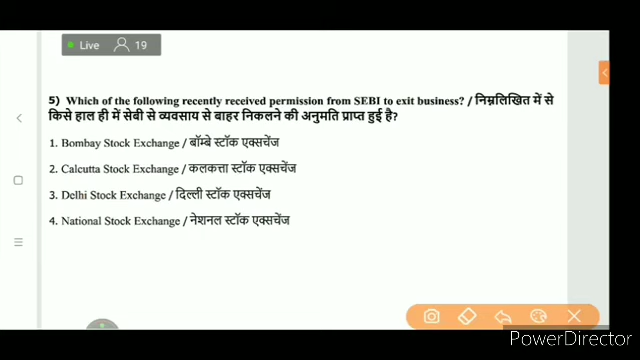 Live 19
5) Which of the following recently received permission from SEBI to exit business? / निम्नलिखित में से
किसे हाल ही में सेबी से व्यवसाय से बाहर निकलने की अनुमति प्राप्त हुई है?
1. Bombay Stock Exchange / बॉम्बे स्टॉक एक्सचेंज
2. Calcutta Stock Exchange / कलकत्ता स्टॉक एक्सचेंज
3. Delhi Stock Exchange / दिल्ली स्टॉक एक्सचेंज
4. National Stock Exchange / नेशनल स्टॉक एक्सचेंज
PowerDirector